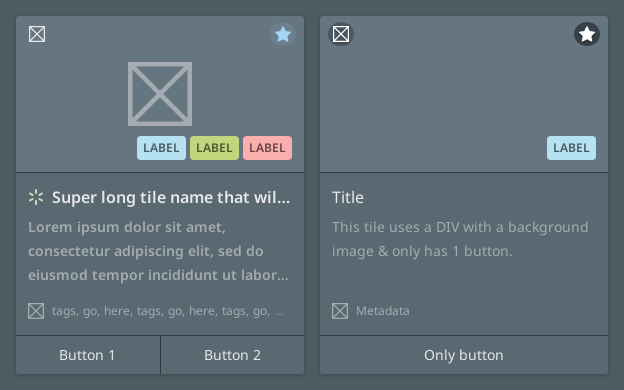 LABEL LABEL LABEL
Super long tile name that wil...
Lorem ipsum dolor sit amet,
consectetur adipiscing elit, sed do
eiusmod tempor incididunt ut labor...
tags, go, here, tags, go, here, tags, go, ...
Button 1 Button 2
LABEL
Title
This tile uses a DIV with a background
image & only has 1 button.
Metadata
Only button